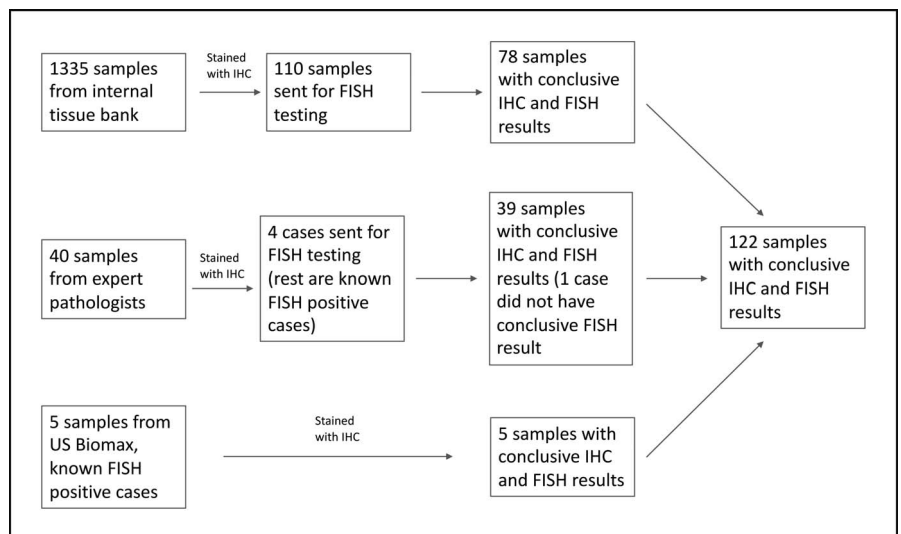 1335 samples
from internal
tissue bank
Stained
with IHC
110 samples
sent for FISH
testing
78 samples
with conclusive
IHC and FISH
results
40 samples
from expert
pathologists
Stained
with IHC
4 cases sent for
FISH testing
(rest are known
FISH positive
cases)
39 samples
with conclusive
IHC and FISH
results (1 case
did not have
conclusive FISH
result
122 samples
with conclusive
IHC and FISH
results
5 samples from
US Biomax,
known FISH
positive cases
Stained
with IHC
5 samples with
conclusive IHC
and FISH results